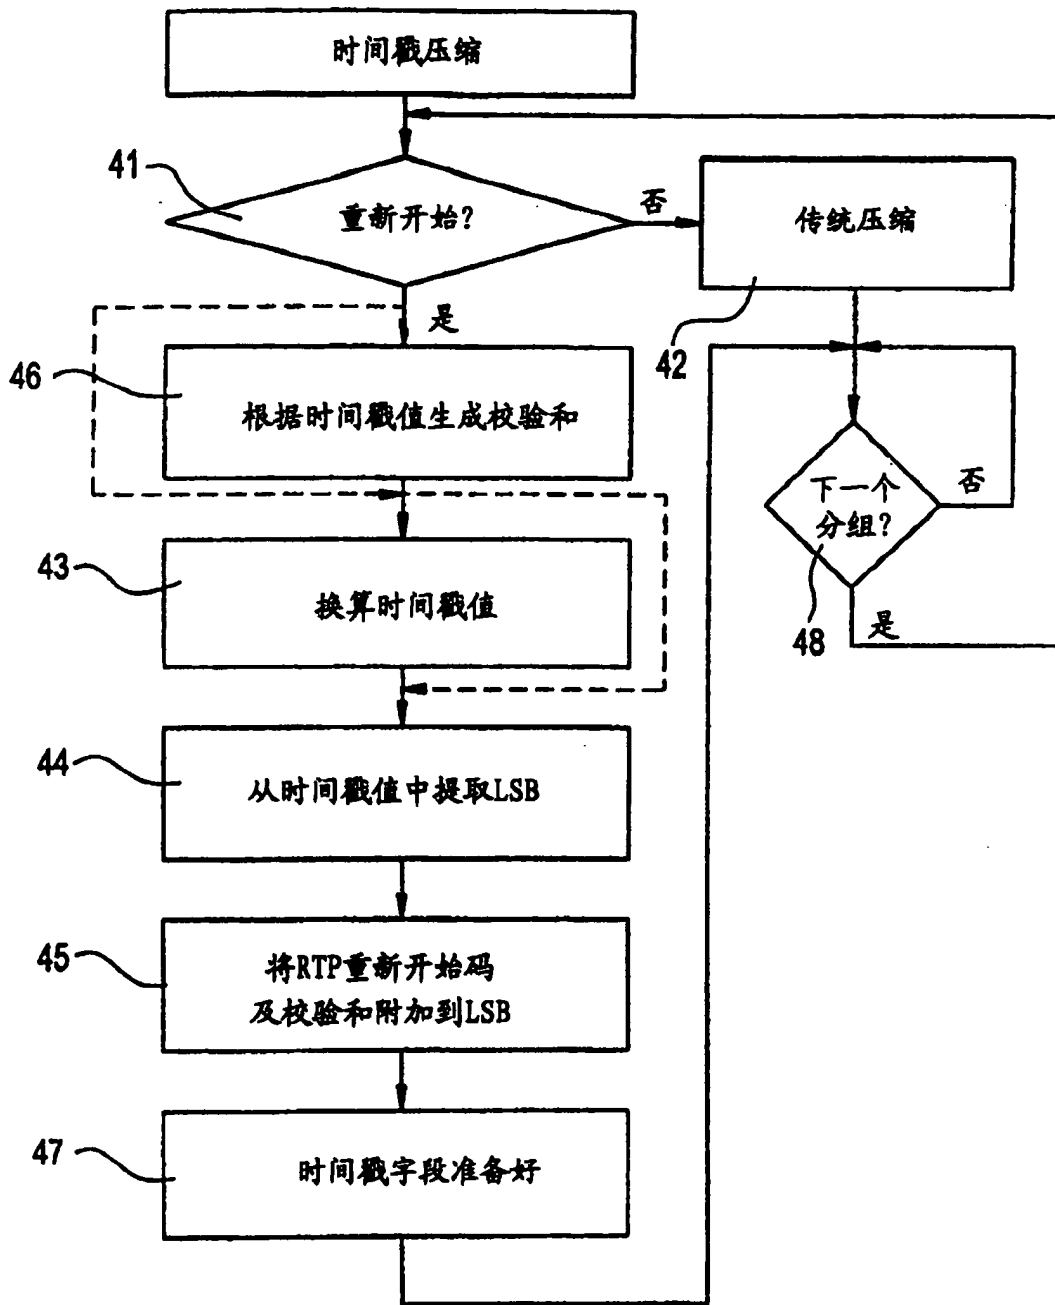 时间戳压缩
41
重新开始?
否
传统压缩
是
42
46
根据时间戳值生成校验和
下一个
分组?
否
43
换算时间戳值
48
是
44
从时间戳值中提取LSB
45
将RTP重新开始码
及校验和附加到LSB
47
时间戳字段准备好